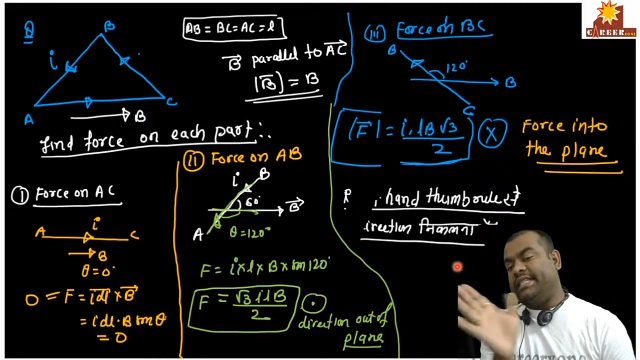 CAREER
Q
B
AB = BC = AC = l
i
B⃗ parallel to A⃗C⃗
|B⃗| = B
A
C
B
Find force on each part:
(i) Force on AC
i
A
C
B
θ = 0°
0 = F = i dl × B⃗
= i dl · B sin θ
= 0
(ii) Force on AB
i
B
60°
B⃗
A
θ = 120°
F = i × l × B × sin 120°
F = √3 i l B / 2
direction out of
plane
(iii) Force on BC
B
120°
B
C
|F⃗| = i l B √3 / 2
Force into
the plane
R
hand thumb rule से
irection निकालना